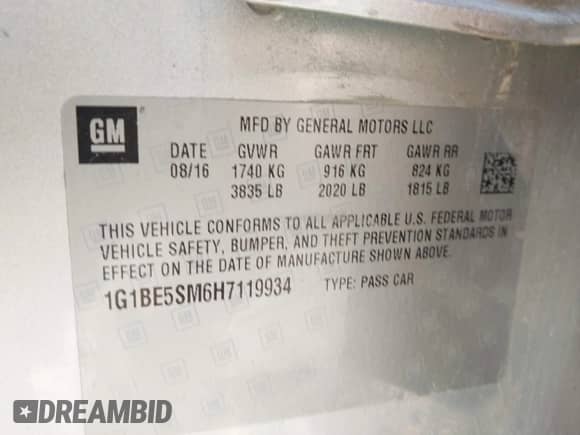 GM
MFD BY GENERAL MOTORS LLC
DATE GVWR GAWR FRT GAWR RR
08/16 1740 KG 916 KG 824 KG
3835 LB 2020 LB 1815 LB
THIS VEHICLE CONFORMS TO ALL APPLICABLE U.S. FEDERAL MOTOR
VEHICLE SAFETY, BUMPER, AND THEFT PREVENTION STANDARDS IN
EFFECT ON THE DATE OF MANUFACTURE SHOWN ABOVE.
1G1BE5SM6H7119934 TYPE: PASS CAR
DREAMBID